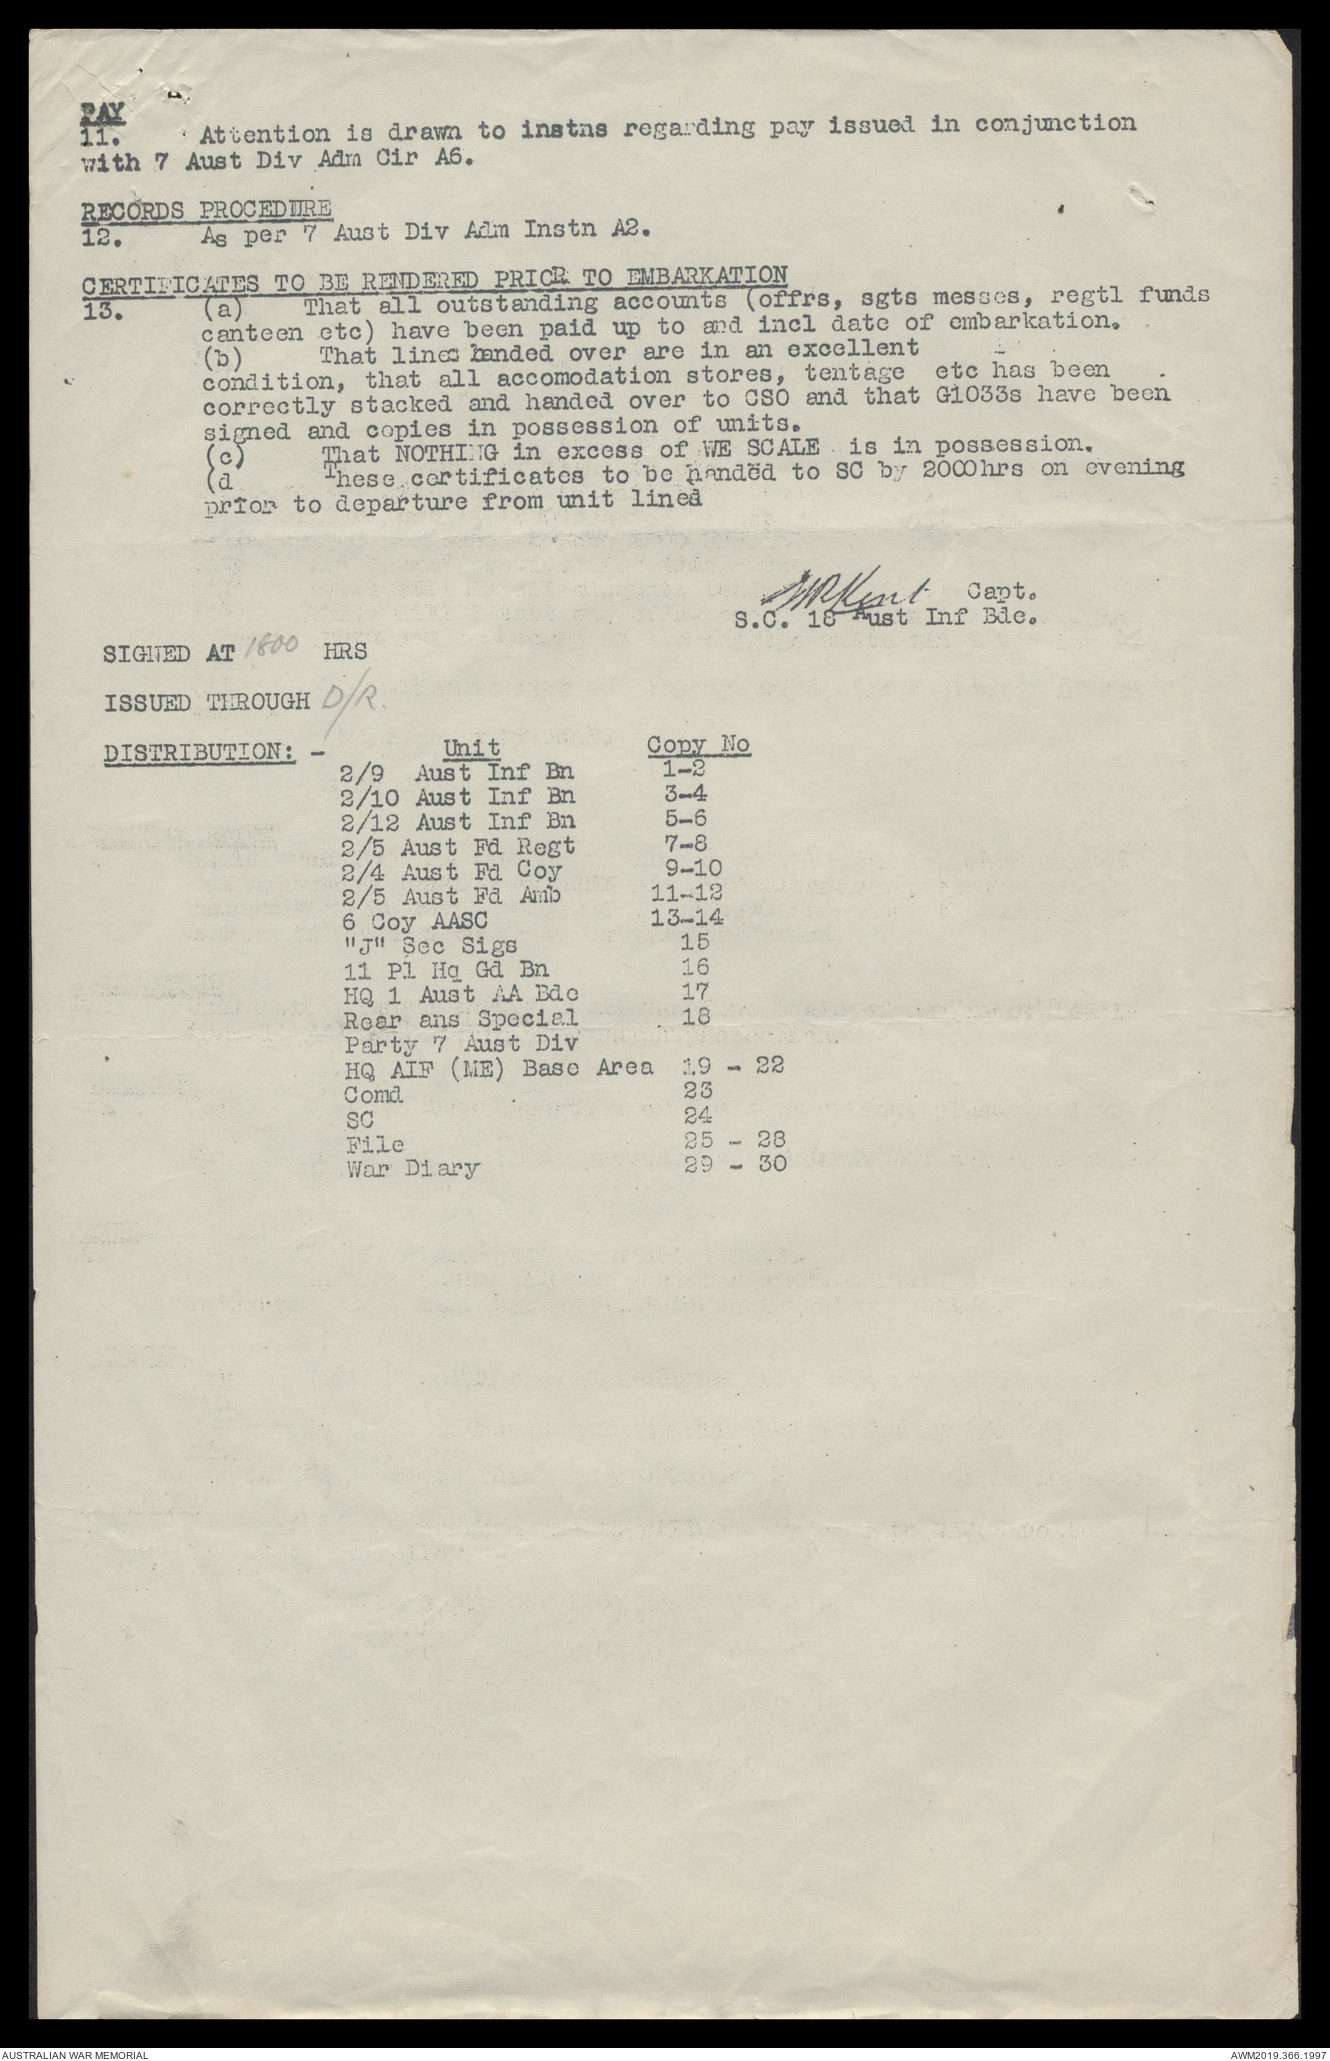 PAY
11. Attention is drawn to instns regarding pay issued in conjunction
with 7 Aust Div Adm Cir A6.
RECORDS PROCEDURE
12. As per 7 Aust Div Adm Instn A2.
CERTIFICATES TO BE RENDERED PRIOR TO EMBARKATION
13. (a) That all outstanding accounts (offrs, sgts messes, regtl funds
canteen etc) have been paid up to and incl date of embarkation.
(b) That lines handed over are in an excellent
condition, that all accomodation stores, tentage etc has been
correctly stacked and handed over to CSO and that G1033s have been
signed and copies in possession of units.
(c) That NOTHING in excess of WE SCALE is in possession.
(d These certificates to be handed to SC by 2000hrs on evening
prior to departure from unit lined
WRKent Capt.
S.C. 18 Aust Inf Bde.
SIGNED AT 1800 HRS
ISSUED THROUGH D/R.
DISTRIBUTION: - Unit Copy No
2/9 Aust Inf Bn 1-2
2/10 Aust Inf Bn 3-4
2/12 Aust Inf Bn 5-6
2/5 Aust Fd Regt 7-8
2/4 Aust Fd Coy 9-10
2/5 Aust Fd Amb 11-12
6 Coy AASC 13-14
"J" Sec Sigs 15
11 Pl Hq Gd Bn 16
HQ 1 Aust AA Bde 17
Rear ans Special 18
Party 7 Aust Div
HQ AIF (ME) Base Area 19 - 22
Comd 23
SC 24
File 25 - 28
War Diary 29 - 30
AUSTRALIAN WAR MEMORIAL AWM2019.366.1997